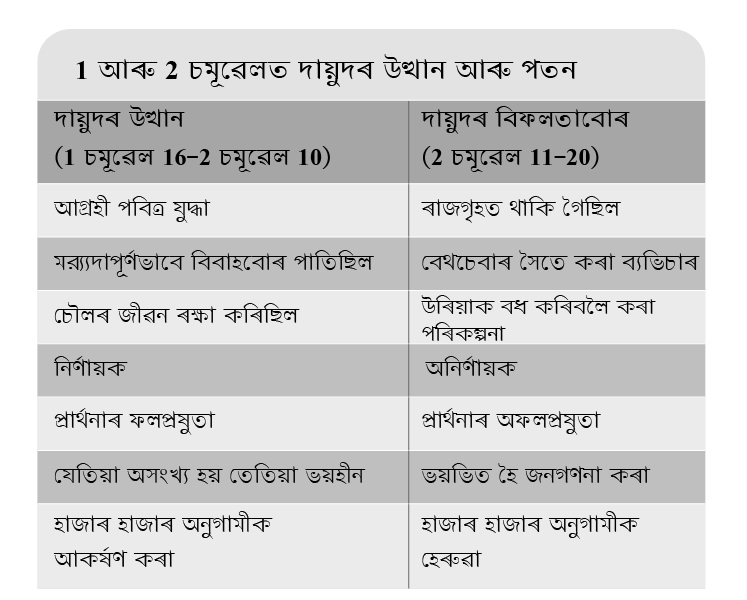 1 আৰু 2 চমূৱেলত দায়ুদৰ উত্থান আৰু পতন
দায়ুদৰ উত্থান
(1 চমূৱেল 16-2 চমূৱেল 10)
দায়ুদৰ বিফলতাবোৰ
(2 চমূৱেল 11-20)
আগ্ৰহী পবিত্ৰ যুদ্ধা
ৰাজগৃহত থাকি গৈছিল
মৰ‍্য্যদাপূৰ্ণভাবে বিবাহবোৰ পাতিছিল
বেথচেবাৰ সৈতে কৰা ব্যভিচাৰ
চৌলৰ জীৱন ৰক্ষা কৰিছিল
উৰিয়াক বধ কৰিবলৈ কৰা
পৰিকল্পনা
নিৰ্ণায়ক
অনিৰ্ণায়ক
প্ৰাৰ্থনাৰ ফলপ্ৰষুতা
প্ৰাৰ্থনাৰ অফলপ্ৰষুতা
যেতিয়া অসংখ্য হয় তেতিয়া ভয়হীন
ভয়ভিত হৈ জনগণনা কৰা
হাজাৰ হাজাৰ অনুগামীক
আকৰ্ষণ কৰা
হাজাৰ হাজাৰ অনুগামীক
হেৰুৱা